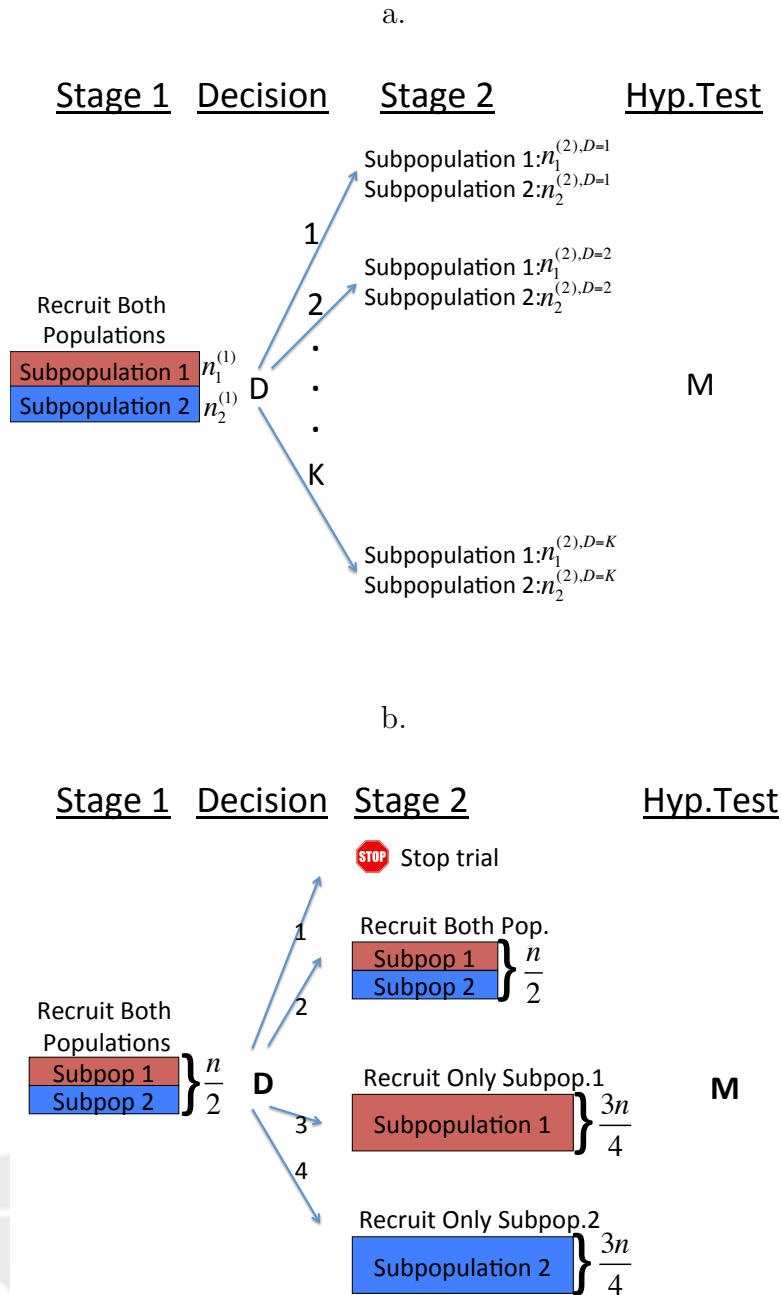 a.
Stage 1 Decision Stage 2 Hyp.Test
Subpopulation 1:n_1^{(2),D=1}
Subpopulation 2:n_2^{(2),D=1}
1
Subpopulation 1:n_1^{(2),D=2}
Subpopulation 2:n_2^{(2),D=2}
2
Recruit Both
Populations
Subpopulation 1 n_1^{(1)}
Subpopulation 2 n_2^{(1)}
D
.
.
.
M
K
Subpopulation 1:n_1^{(2),D=K}
Subpopulation 2:n_2^{(2),D=K}
b.
Stage 1 Decision Stage 2 Hyp.Test
STOP Stop trial
1
Recruit Both Pop.
Subpop 1
Subpop 2
} n/2
2
Recruit Both
Populations
Subpop 1
Subpop 2
} n/2
D
Recruit Only Subpop.1
3
Subpopulation 1 } 3n/4
M
4
Recruit Only Subpop.2
Subpopulation 2 } 3n/4